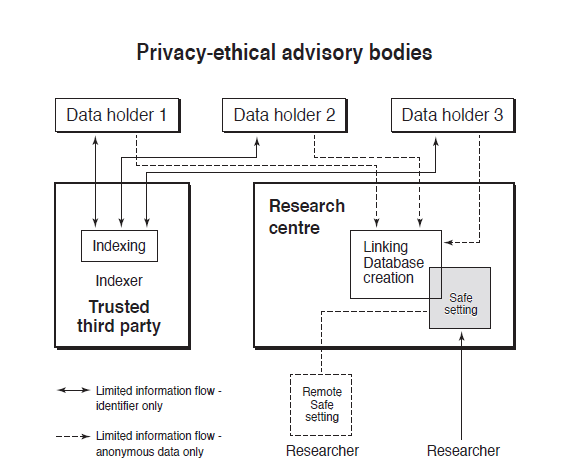 Privacy-ethical advisory bodies
Data holder 1
Data holder 2
Data holder 3
Research
centre
Indexing
Linking
Database
creation
Indexer
Safe
setting
Trusted
third party
Limited information flow -
identifier only
Remote
Safe
setting
Limited information flow -
anonymous data only
Researcher
Researcher